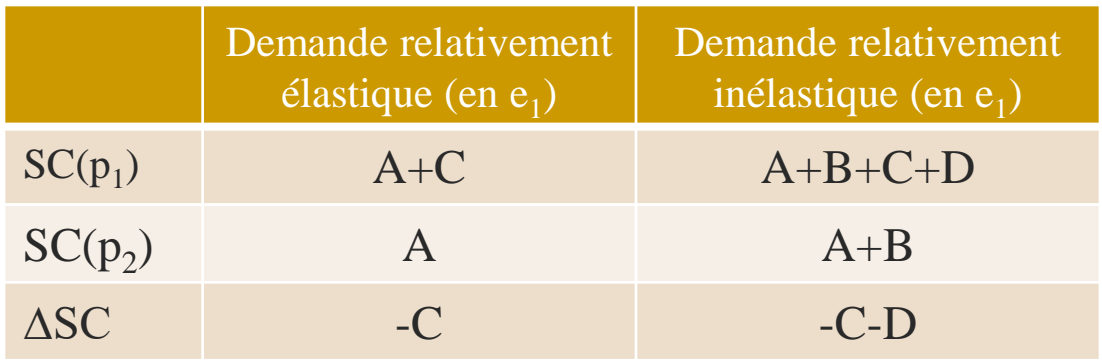 Demande relativement
élastique (en e₁)
Demande relativement
inélastique (en e₁)
SC(p₁) A+C A+B+C+D
SC(p₂) A A+B
ΔSC -C -C-D